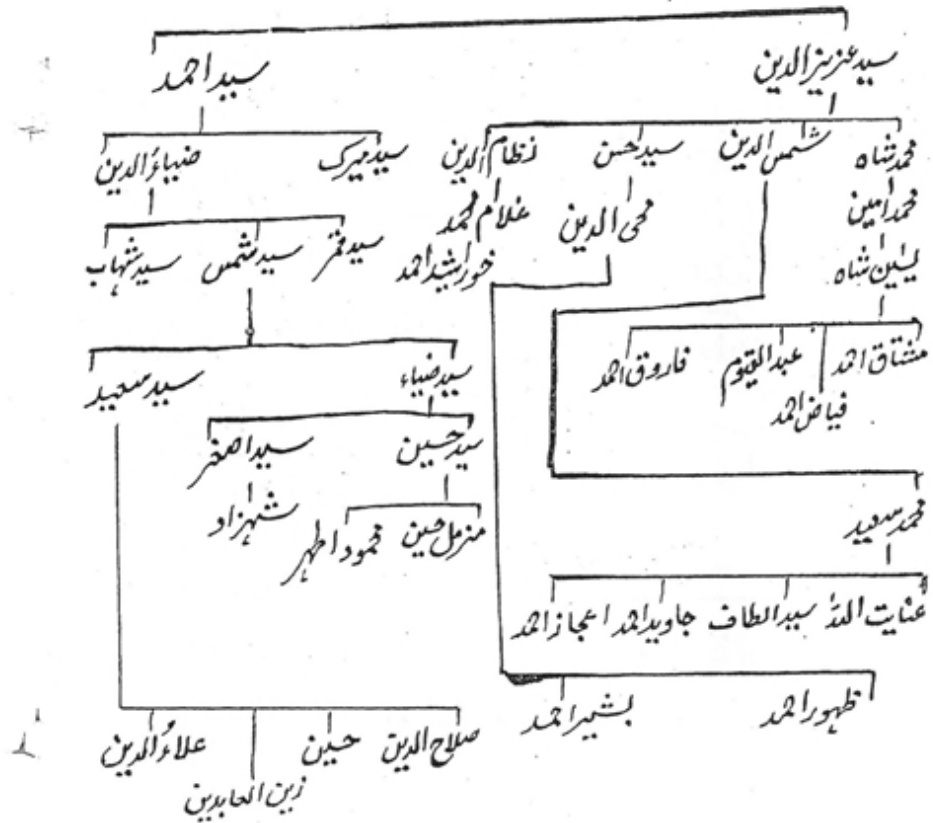 سید عزیز الدین سید احمد
محمد شاہ شمس الدین سید حسن نظام الدین سید میرک ضیاءُ الدین
محمد امین محی الدین غلام محمد
یٰسین شاہ خورشید احمد
سید قمر سید شمس سید شہاب
مشتاق احمد فیاض احمد عبدالقیوم فاروق احمد
سید ضیاء سید سعید
سید حسین سید اصغر
مزمل حسین محمود اطہر شہزاد
محمد سعید
عنایت اللہ سید الطاف جاوید احمد اعجاز احمد
ظہور احمد بشیر احمد
صلاح الدین حسین زین العابدین علاءُ الدین